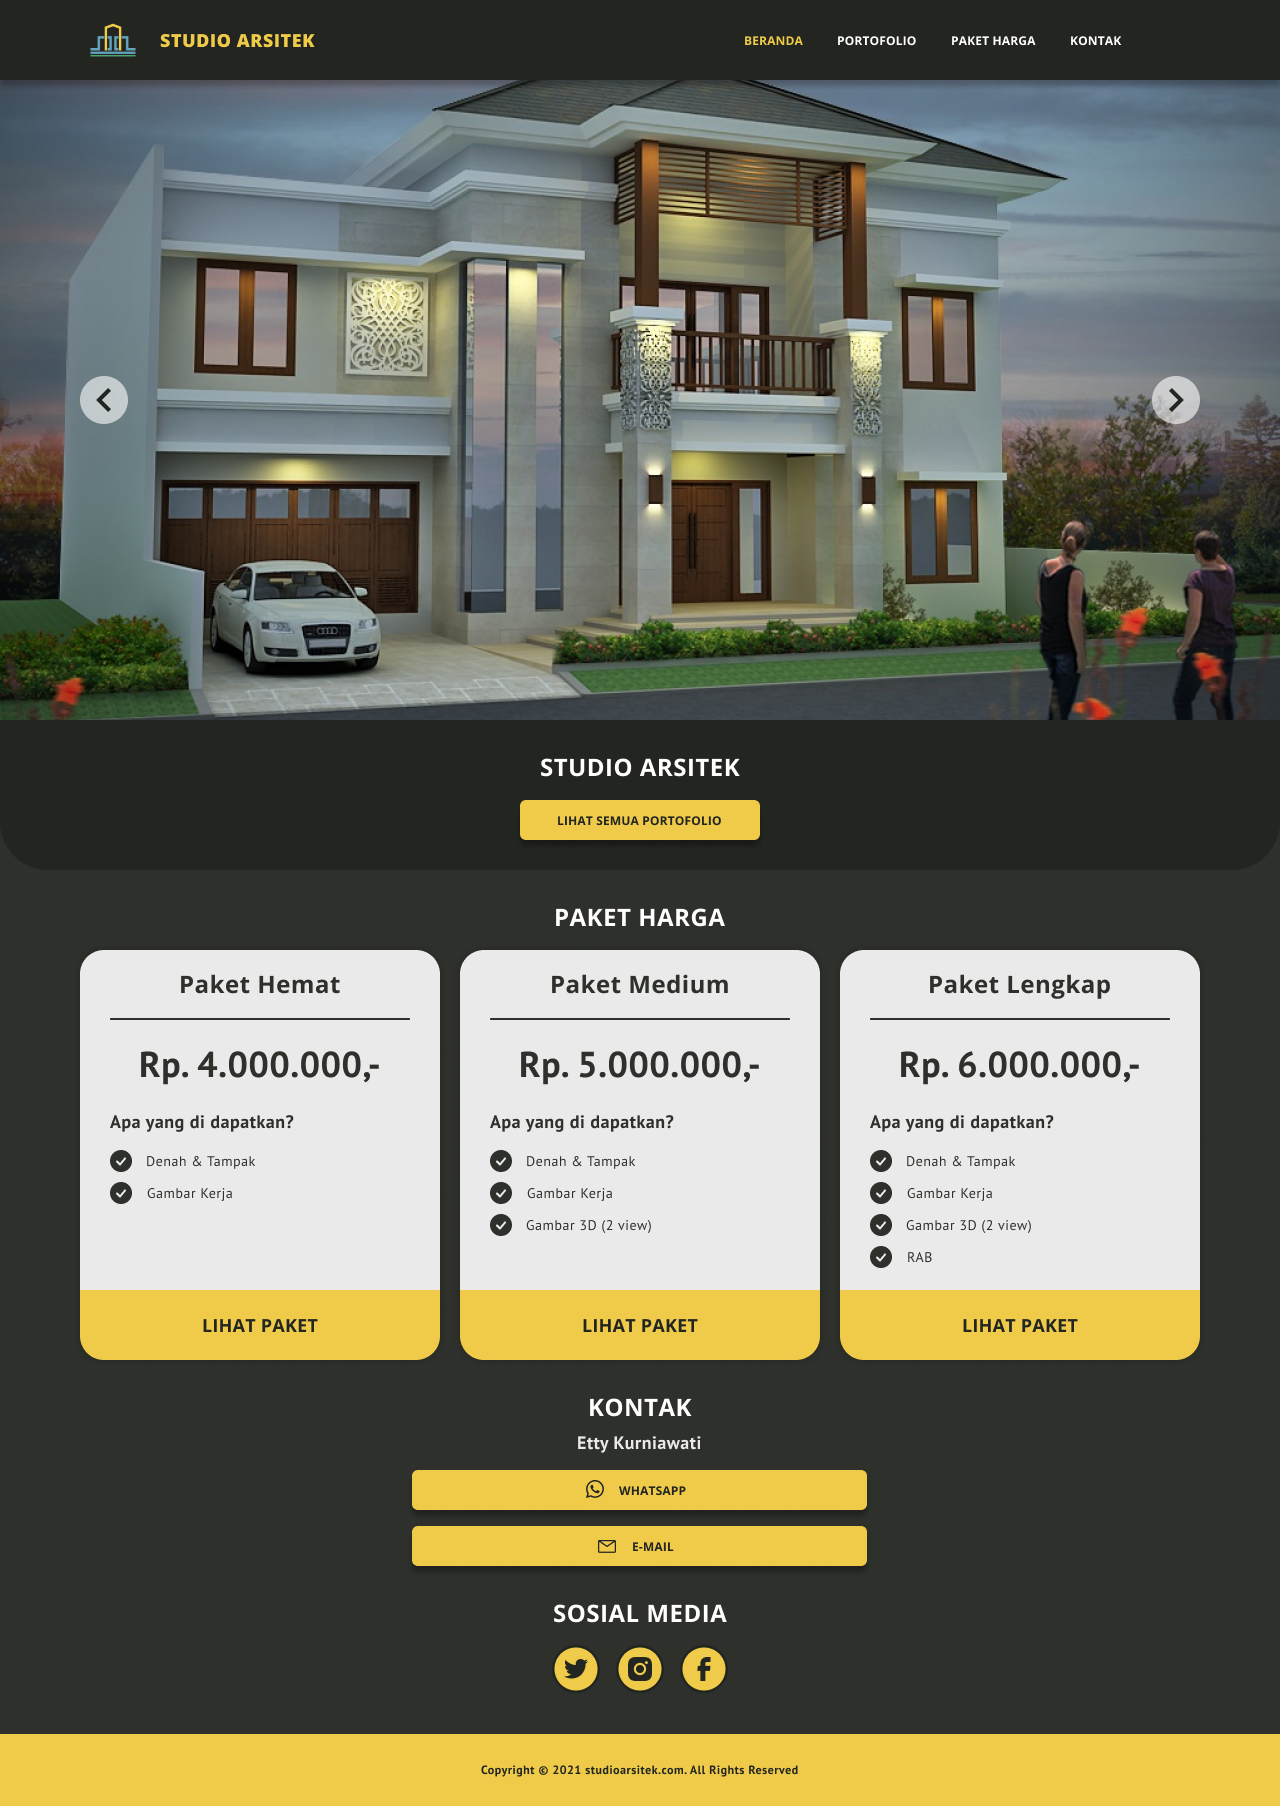 STUDIO ARSITEK
BERANDA PORTOFOLIO PAKET HARGA KONTAK
STUDIO ARSITEK
LIHAT SEMUA PORTOFOLIO
PAKET HARGA
Paket Hemat
Rp. 4.000.000,-
Apa yang di dapatkan?
Denah & Tampak
Gambar Kerja
LIHAT PAKET
Paket Medium
Rp. 5.000.000,-
Apa yang di dapatkan?
Denah & Tampak
Gambar Kerja
Gambar 3D (2 view)
LIHAT PAKET
Paket Lengkap
Rp. 6.000.000,-
Apa yang di dapatkan?
Denah & Tampak
Gambar Kerja
Gambar 3D (2 view)
RAB
LIHAT PAKET
KONTAK
Etty Kurniawati
WHATSAPP
E-MAIL
SOSIAL MEDIA
Copyright © 2021 studioarsitek.com. All Rights Reserved